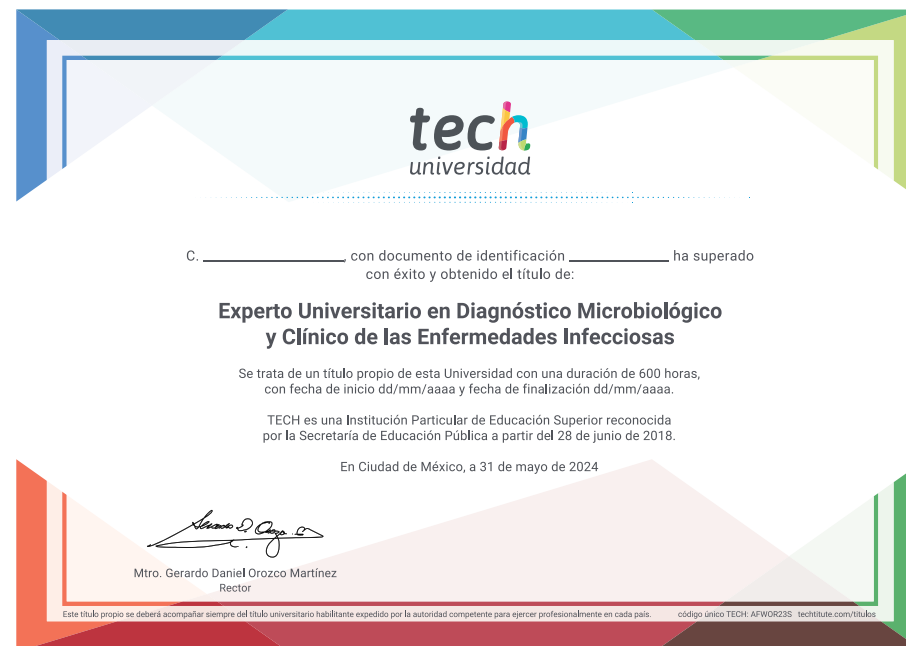 tech
universidad
C. ____________, con documento de identificación ____________ ha superado
con éxito y obtenido el título de:
Experto Universitario en Diagnóstico Microbiológico
y Clínico de las Enfermedades Infecciosas
Se trata de un título propio de esta Universidad con una duración de 600 horas,
con fecha de inicio dd/mm/aaaa y fecha de finalización dd/mm/aaaa.
TECH es una Institución Particular de Educación Superior reconocida
por la Secretaría de Educación Pública a partir del 28 de junio de 2018.
En Ciudad de México, a 31 de mayo de 2024
Mtro. Gerardo Daniel Orozco Martínez
Rector
Este título propio se deberá acompañar siempre del título universitario habilitante expedido por la autoridad competente para ejercer profesionalmente en cada país. código único TECH: AFWOR23S techtitute.com/titulos